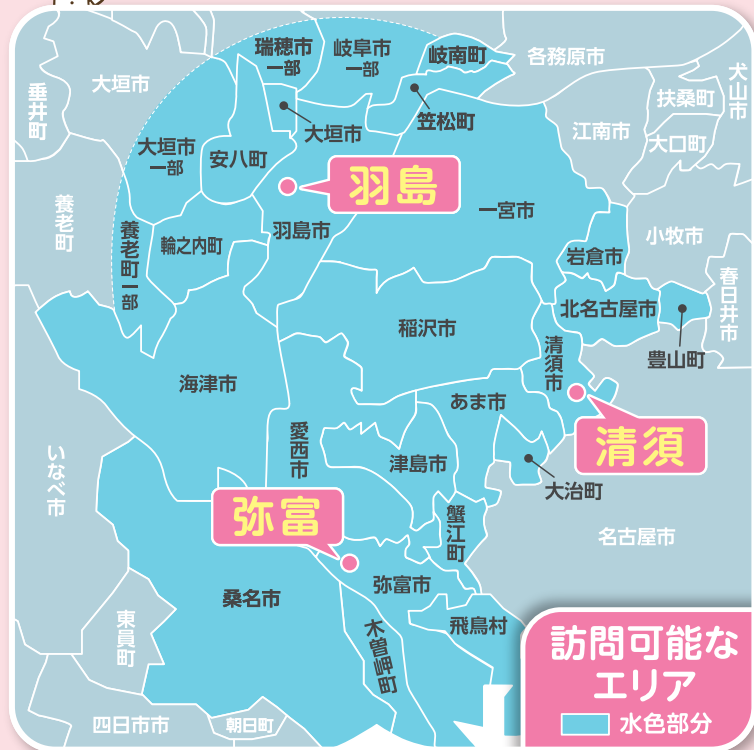 瑞穂市
一部
岐阜市
一部
岐南町
各務原市
大垣市
垂井町
犬山市
扶桑町
笠松町
大垣市
江南市
大口町
大垣市
一部
安八町
羽島
養老町
一宮市
羽島市
輪之内町
養老町一部
小牧市
岩倉市
春日井市
北名古屋市
稲沢市
清須市
豊山町
海津市
あま市
愛西市
清須
いなべ市
津島市
大治町
弥富
蟹江町
名古屋市
弥富市
桑名市
東員町
飛鳥村
木曽岬町
四日市市
朝日町
訪問可能な
エリア
水色部分